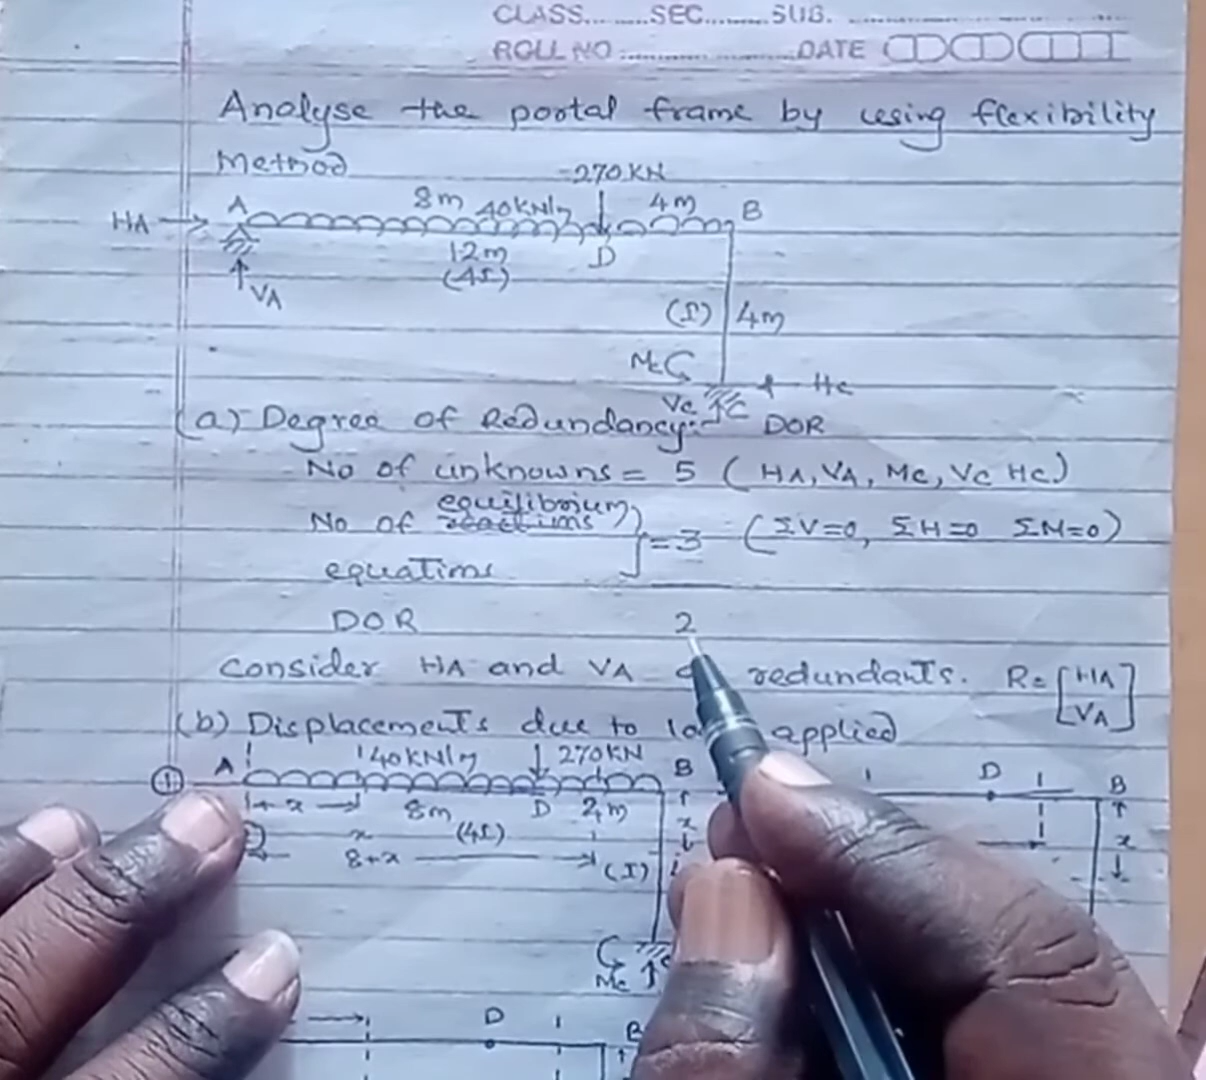 CLASS.........SEC.........SUB. ..............................
ROLL NO ......................DATE
Analyse the portal frame by using flexibility
Method
270 KN
8m 40KN/m 4m
A B
HA
12m D
(4I)
VA
(I) 4m
Mc
Hc
Vc C
(a) Degree of Redundancy:- DOR
No of unknowns = 5 (HA, VA, Mc, Vc Hc)
equilibrium
No of reactions } = 3 (ΣV=0, ΣH=0 ΣM=0)
equations
DOR 2
Consider HA and VA redundants. R= [HA
VA]
(b) Displacements due to applied
A 40KN/m 270KN B D B
1 x 8m D x
(4I)
8+x (I)
Mc
D B